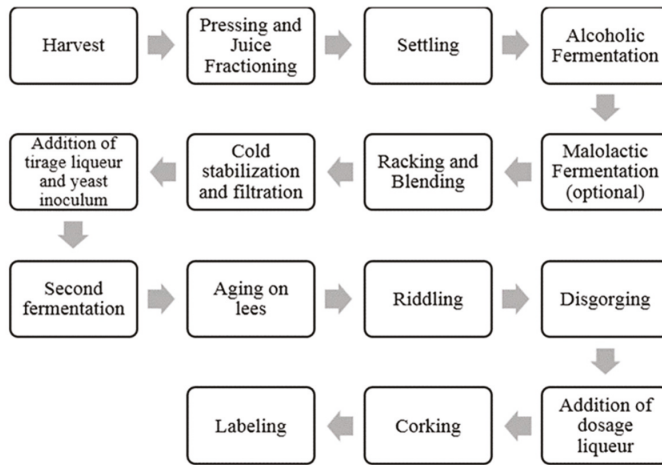 Harvest
Pressing and
Juice
Fractioning
Settling
Alcoholic
Fermentation
Malolactic
Fermentation
(optional)
Racking and
Blending
Cold
stabilization
and filtration
Addition of
tirage liqueur
and yeast
inoculum
Second
fermentation
Aging on
lees
Riddling
Disgorging
Addition of
dosage
liqueur
Corking
Labeling